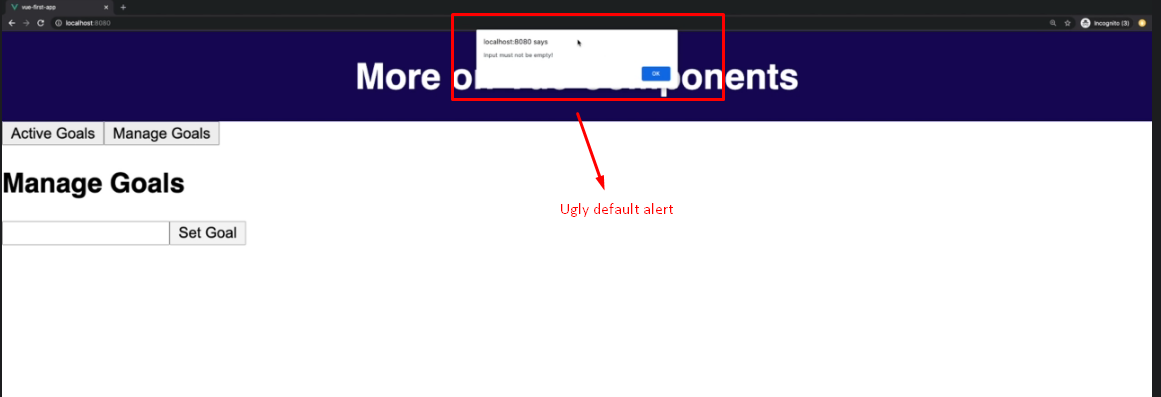 vue-first-app
localhost:8080
Incognito (3)
localhost:8080 says
Input must not be empty!
OK
More on Vue Components
Active Goals Manage Goals
Manage Goals
Set Goal
Ugly default alert